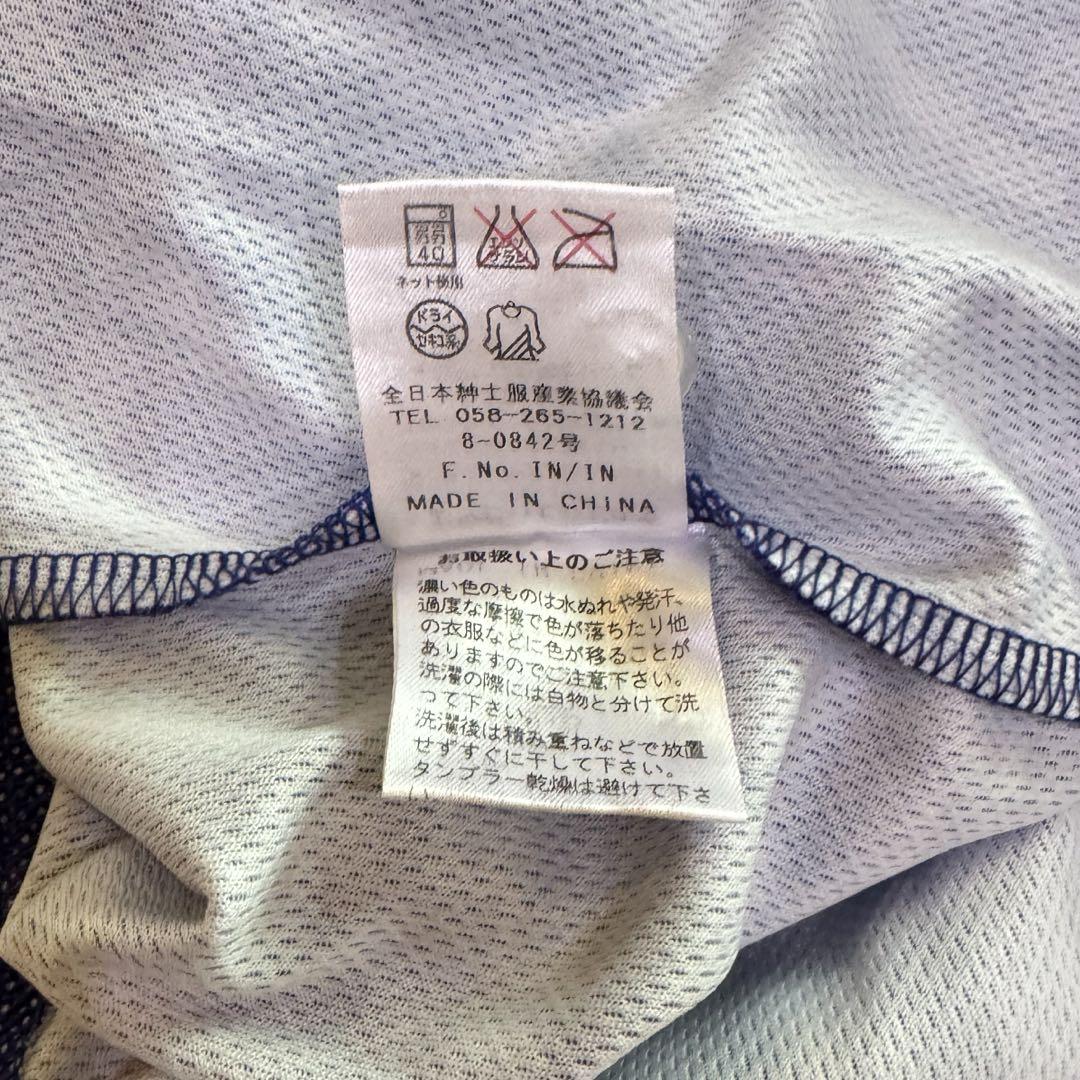 弱
40
ネット使用
エンソ
サラシ
ドライ
セキユ系
全日本紳士服産業協議会
TEL 058-265-1212
8-0842号
F.No.IN/IN
MADE IN CHINA
お取扱い上のご注意
濃い色のものは水ぬれや発汗、
過度な摩擦で色が落ちたり他
の衣服などに色が移ることが
ありますのでご注意下さい。
洗濯の際には白物と分けて洗
って下さい。
洗濯後は積み重ねなどで放置
せずすぐに干して下さい。
タンブラー乾燥は避けて下さ
い